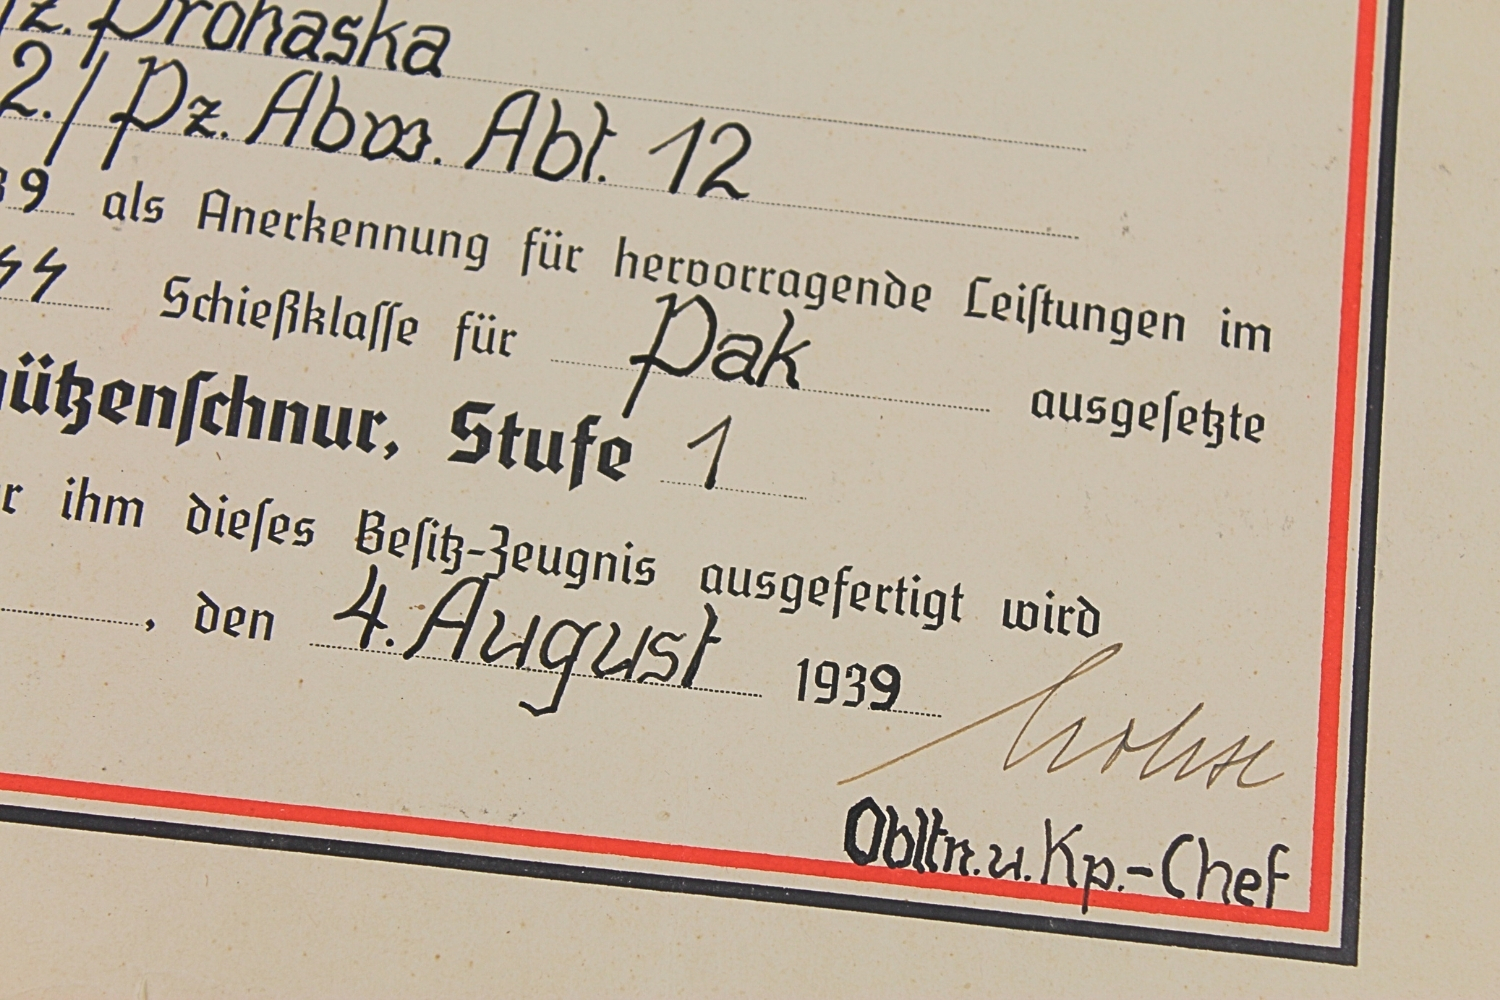 z. Prohaska
2./Pz. Abw. Abt. 12
39 als Anerkennung für hervorragende Leiſtungen im
Schießklaſſe für Pak ausgeſetzte
ützenſchnur, Stufe 1
r ihm dieſes Beſitz-Zeugnis ausgefertigt wird
, den 4. August 1939
Obltn. u. Kp.-Chef